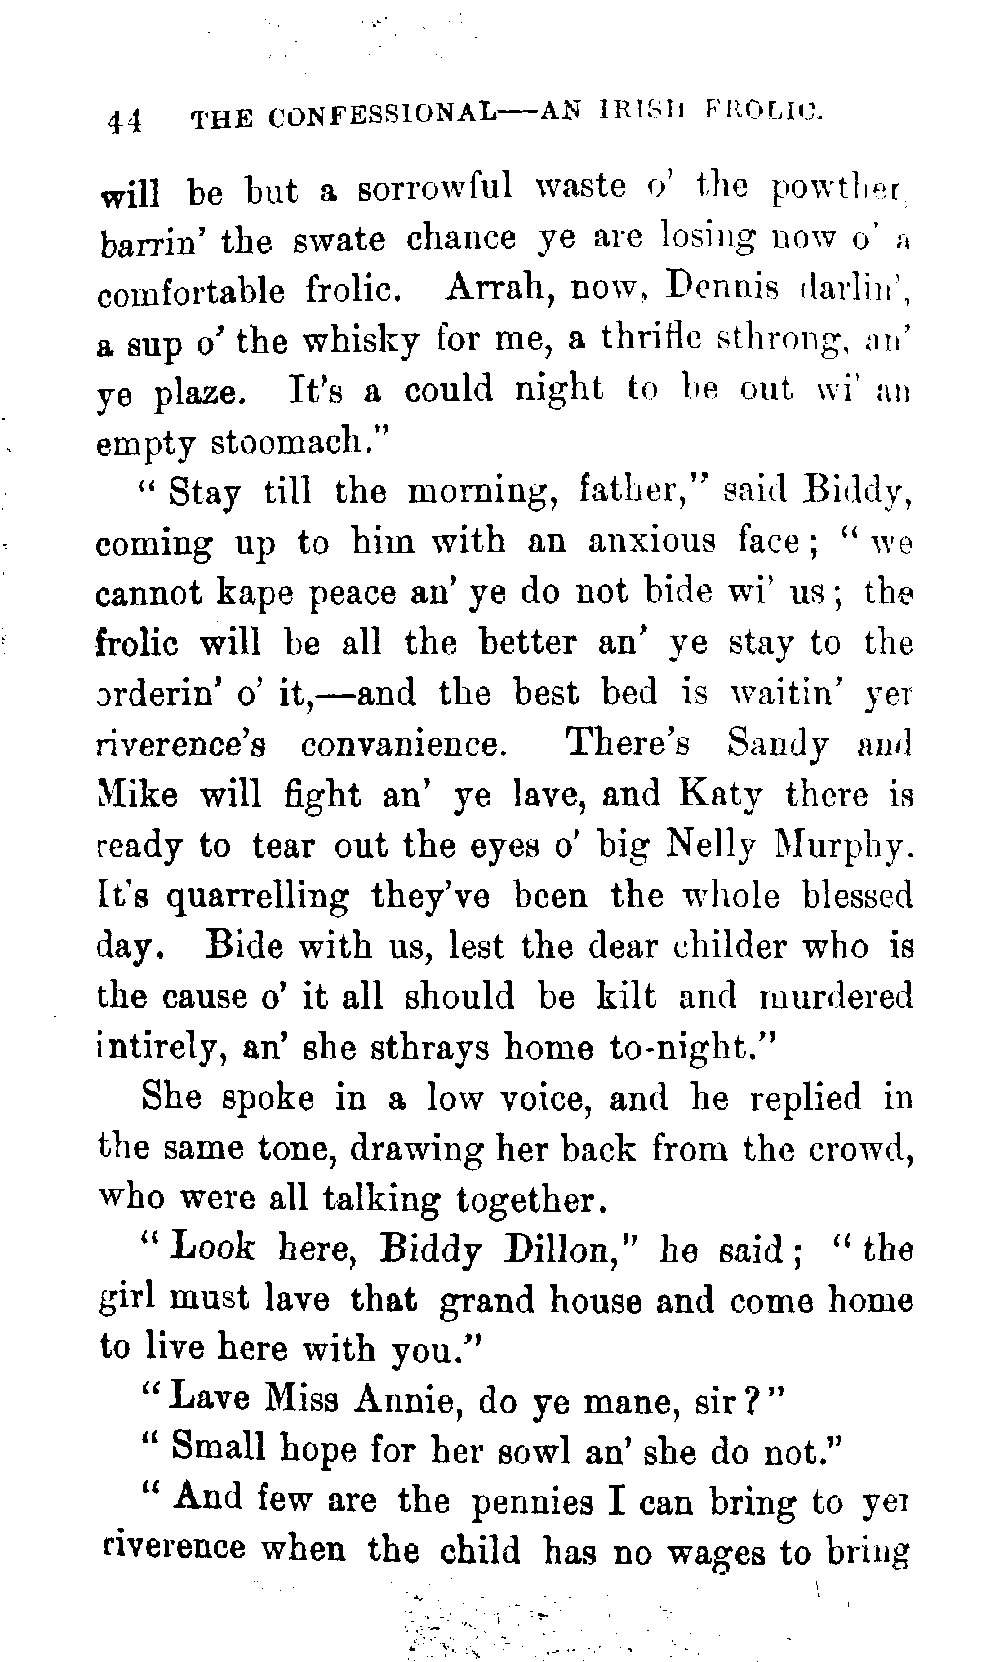 44 THE CONFESSIONAL—AN IRISH FROLIC.
will be but a sorrowful waste o' the powther
barrin' the swate chance ye are losing now o' a
comfortable frolic. Arrah, now, Dennis darlin',
a sup o' the whisky for me, a thrifle sthrong, an'
ye plaze. It's a could night to be out wi' an
empty stoomach."
"Stay till the morning, father," said Biddy,
coming up to him with an anxious face; "we
cannot kape peace an' ye do not bide wi' us; the
frolic will be all the better an' ye stay to the
orderin' o' it,—and the best bed is waitin' yer
riverence's convanience. There's Sandy and
Mike will fight an' ye lave, and Katy there is
ready to tear out the eyes o' big Nelly Murphy.
It's quarrelling they've been the whole blessed
day. Bide with us, lest the dear childer who is
the cause o' it all should be kilt and murdered
intirely, an' she sthrays home to-night."
She spoke in a low voice, and he replied in
the same tone, drawing her back from the crowd,
who were all talking together.
"Look here, Biddy Dillon," he said; "the
girl must lave that grand house and come home
to live here with you."
"Lave Miss Annie, do ye mane, sir?"
"Small hope for her sowl an' she do not."
"And few are the pennies I can bring to yer
riverence when the child has no wages to bring